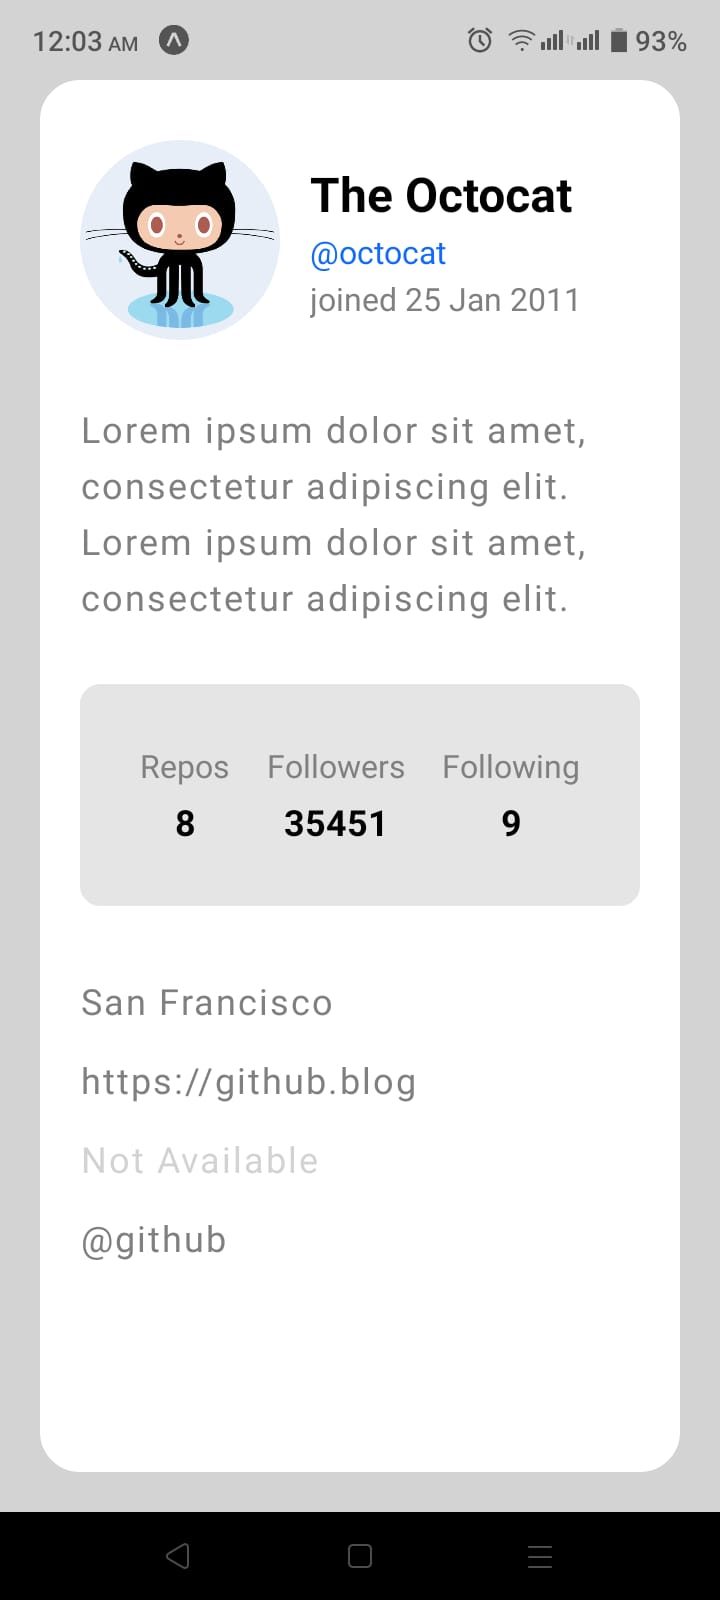 12:03 AM 93%
The Octocat
@octocat
joined 25 Jan 2011
Lorem ipsum dolor sit amet,
consectetur adipiscing elit.
Lorem ipsum dolor sit amet,
consectetur adipiscing elit.
Repos Followers Following
8 35451 9
San Francisco
https://github.blog
Not Available
@github